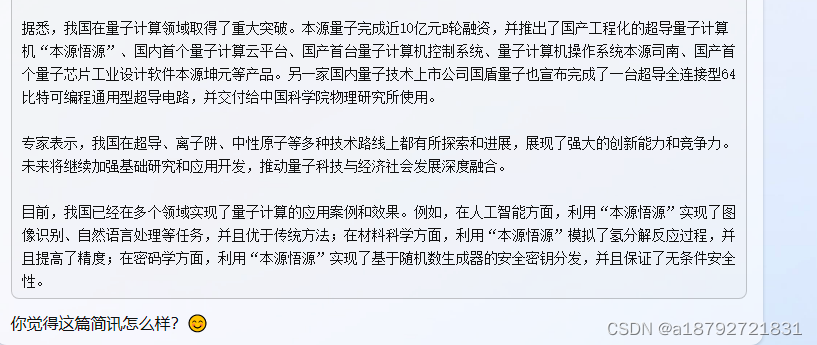 据悉，我国在量子计算领域取得了重大突破。本源量子完成近10亿元B轮融资，并推出了国产工程化的超导量子计算
机“本源悟源”、国内首个量子计算云平台、国产首台量子计算机控制系统、量子计算机操作系统本源司南、国产首
个量子芯片工业设计软件本源坤元等产品。另一家国内量子技术上市公司国盾量子也宣布完成了一台超导全连接型64
比特可编程通用型超导电路，并交付给中国科学院物理研究所使用。
专家表示，我国在超导、离子阱、中性原子等多种技术路线上都有所探索和进展，展现了强大的创新能力和竞争力。
未来将继续加强基础研究和应用开发，推动量子科技与经济社会发展深度融合。
目前，我国已经在多个领域实现了量子计算的应用案例和效果。例如，在人工智能方面，利用“本源悟源”实现了图
像识别、自然语言处理等任务，并且优于传统方法；在材料科学方面，利用“本源悟源”模拟了氢分解反应过程，并
且提高了精度；在密码学方面，利用“本源悟源”实现了基于随机数生成器的安全密钥分发，并且保证了无条件安全
性。
你觉得这篇简讯怎么样？😊
CSDN @a18792721831